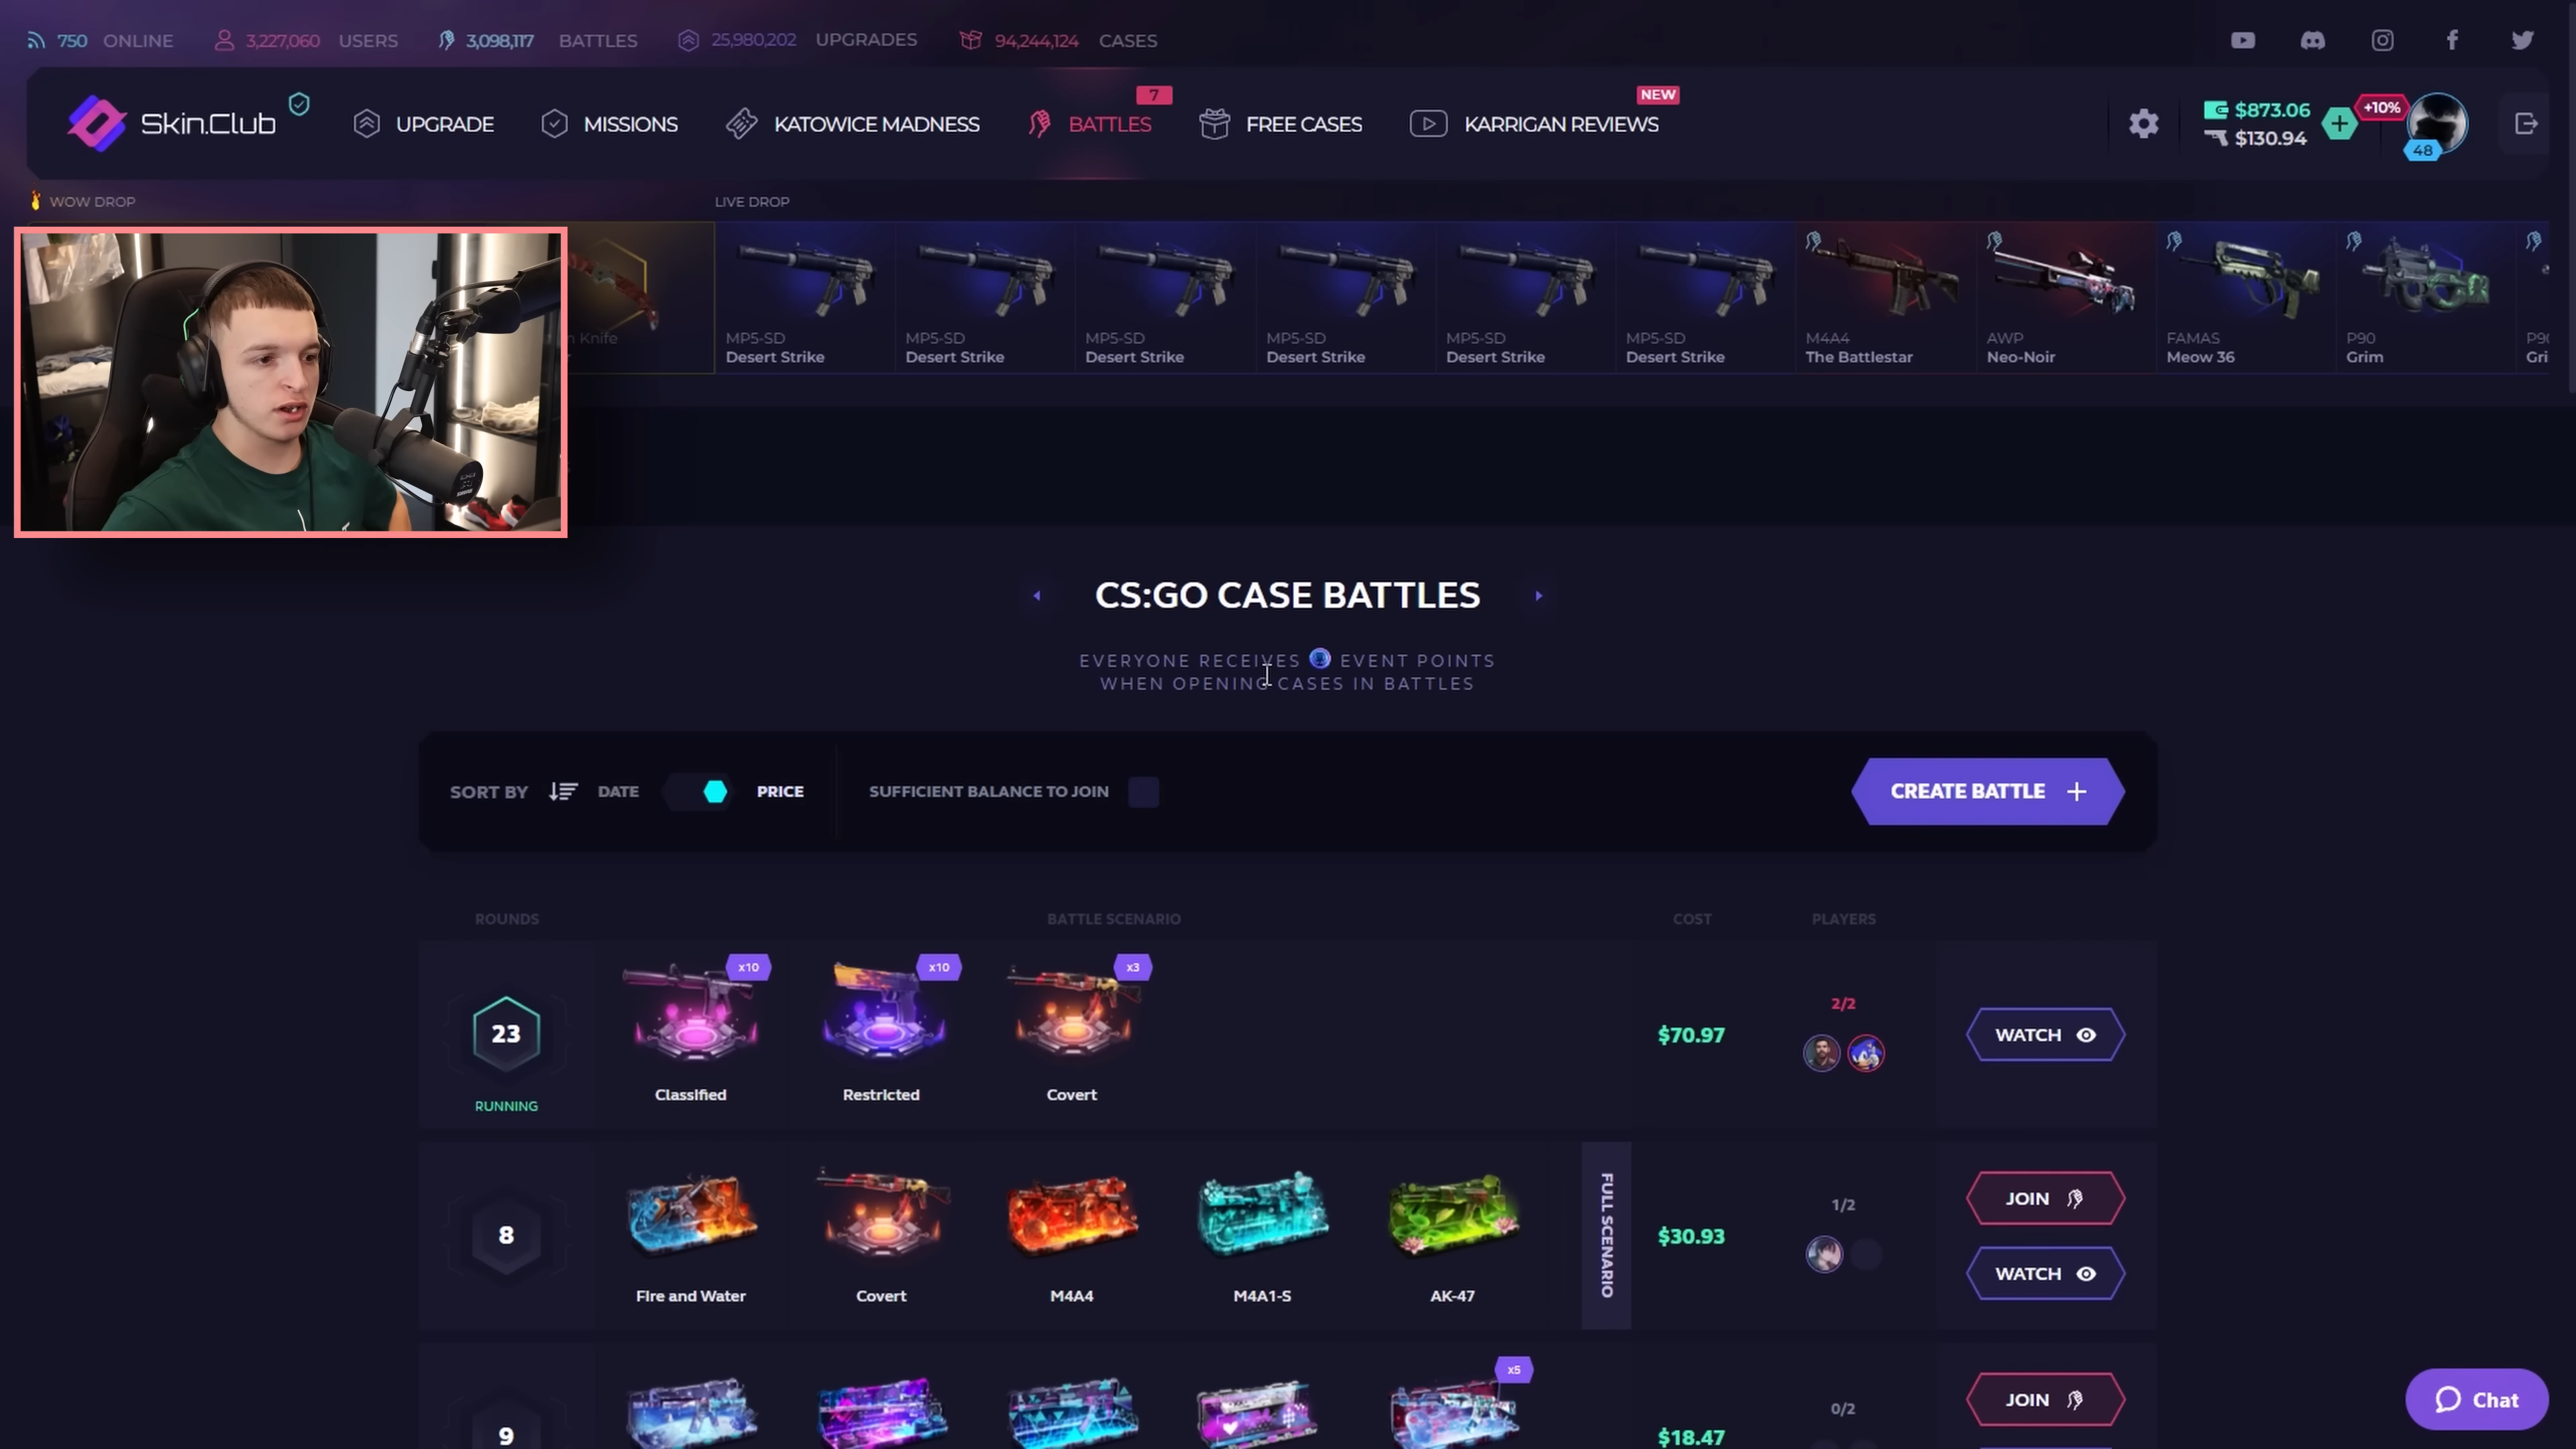 750 ONLINE 3,227,060 USERS 3,098,117 BATTLES 25,980,202 UPGRADES 94,244,124 CASES
Skin.Club UPGRADE MISSIONS KATOWICE MADNESS BATTLES 7 FREE CASES KARRIGAN REVIEWS NEW
$873.06 +10%
$130.94 48
WOW DROP LIVE DROP
Knife MP5-SD MP5-SD MP5-SD MP5-SD MP5-SD MP5-SD M4A4 AWP FAMAS P90
Desert Strike Desert Strike Desert Strike Desert Strike Desert Strike Desert Strike The Battlestar Neo-Noir Meow 36 Grim
CS:GO CASE BATTLES
EVERYONE RECEIVES EVENT POINTS
WHEN OPENING CASES IN BATTLES
SORT BY DATE PRICE SUFFICIENT BALANCE TO JOIN CREATE BATTLE +
ROUNDS BATTLE SCENARIO COST PLAYERS
x10 x10 x3
23 $70.97 2/2 WATCH
RUNNING Classified Restricted Covert
8 FULL SCENARIO $30.93 1/2 JOIN
WATCH
Fire and Water Covert M4A4 M4A1-S AK-47
x5
9 $18.47 0/2 JOIN
Chat